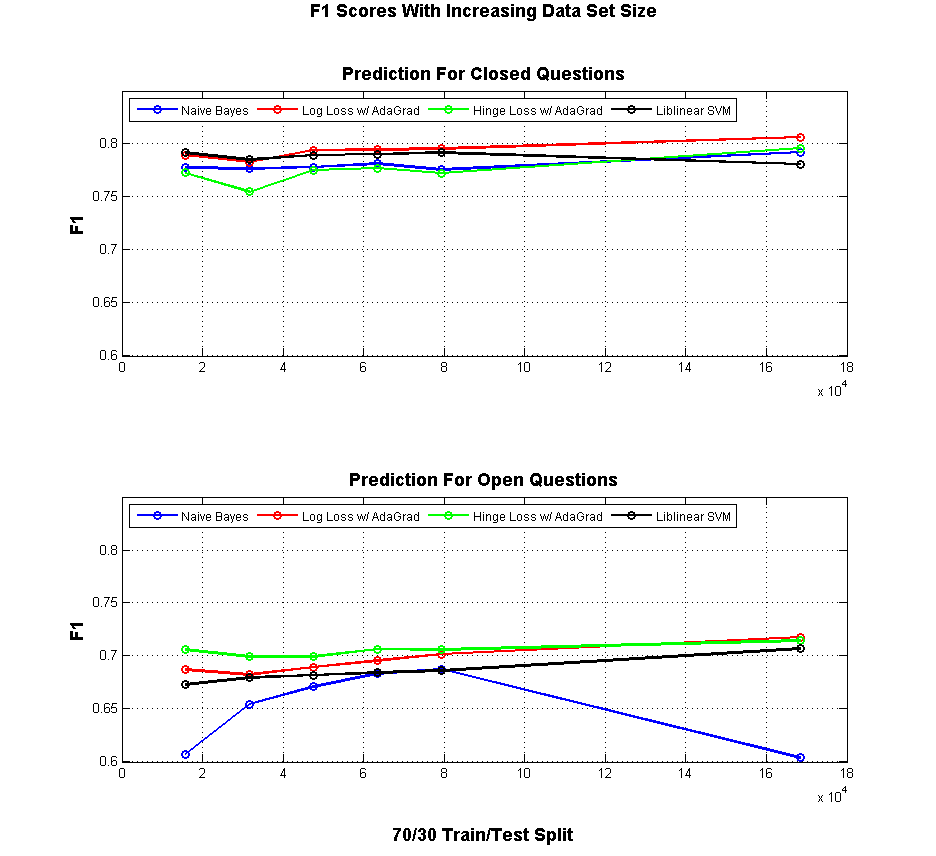 F1 Scores With Increasing Data Set Size
Prediction For Closed Questions
Naive Bayes Log Loss w/ AdaGrad Hinge Loss w/ AdaGrad Liblinear SVM
0.8
0.75
0.7
0.65
0.6
F1
0 2 4 6 8 10 12 14 16 18
x 10^4
Prediction For Open Questions
Naive Bayes Log Loss w/ AdaGrad Hinge Loss w/ AdaGrad Liblinear SVM
0.8
0.75
0.7
0.65
0.6
F1
0 2 4 6 8 10 12 14 16 18
x 10^4
70/30 Train/Test Split